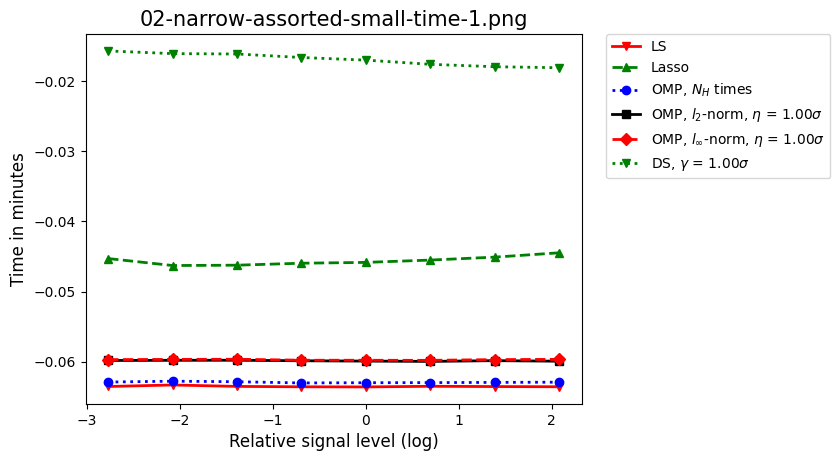 02-narrow-assorted-small-time-1.png
Time in minutes
−0.02
−0.03
−0.04
−0.05
−0.06
−3
−2
−1
0
1
2
Relative signal level (log)
LS
Lasso
OMP, N_H times
OMP, l_2-norm, η = 1.00σ
OMP, l_∞-norm, η = 1.00σ
DS, γ = 1.00σ